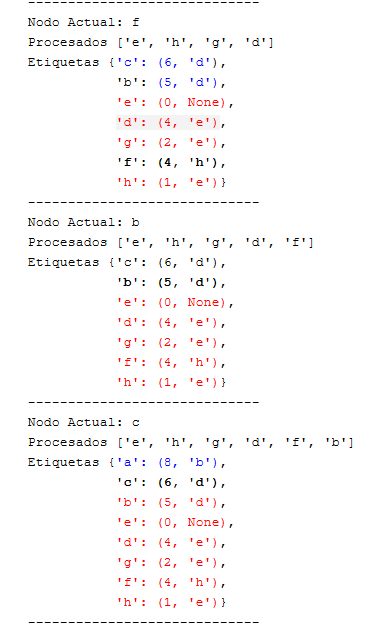 -----------------------------
Nodo Actual: f
Procesados ['e', 'h', 'g', 'd']
Etiquetas {'c': (6, 'd'),
'b': (5, 'd'),
'e': (0, None),
'd': (4, 'e'),
'g': (2, 'e'),
'f': (4, 'h'),
'h': (1, 'e')}
-----------------------------
Nodo Actual: b
Procesados ['e', 'h', 'g', 'd', 'f']
Etiquetas {'c': (6, 'd'),
'b': (5, 'd'),
'e': (0, None),
'd': (4, 'e'),
'g': (2, 'e'),
'f': (4, 'h'),
'h': (1, 'e')}
-----------------------------
Nodo Actual: c
Procesados ['e', 'h', 'g', 'd', 'f', 'b']
Etiquetas {'a': (8, 'b'),
'c': (6, 'd'),
'b': (5, 'd'),
'e': (0, None),
'd': (4, 'e'),
'g': (2, 'e'),
'f': (4, 'h'),
'h': (1, 'e')}
-----------------------------